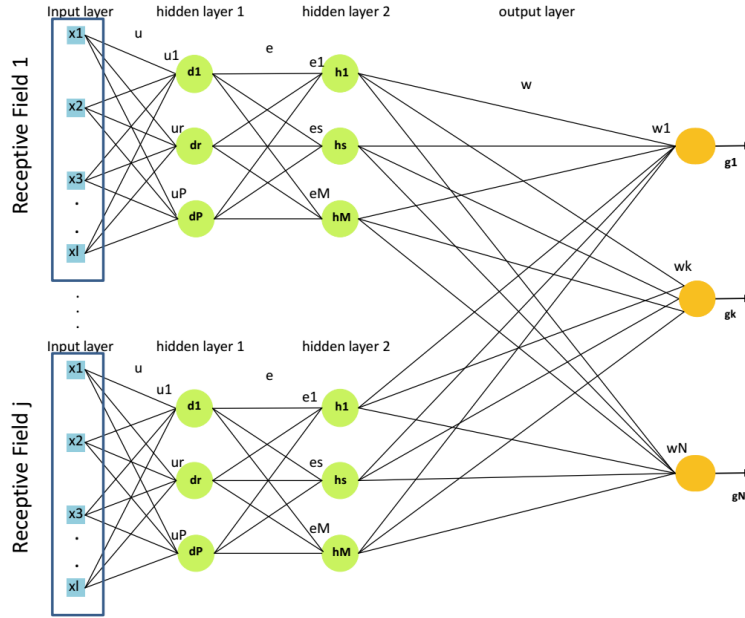 Input layer
hidden layer 1
hidden layer 2
output layer
Receptive Field 1
x1
x2
x3
.
.
xl
u
u1
ur
uP
d1
dr
dP
e
e1
es
eM
h1
hs
hM
w
w1
g1
wk
gk
wN
gN
.
.
.
Input layer
hidden layer 1
hidden layer 2
Receptive Field j
x1
x2
x3
.
.
xl
u
u1
ur
uP
d1
dr
dP
e
e1
es
eM
h1
hs
hM